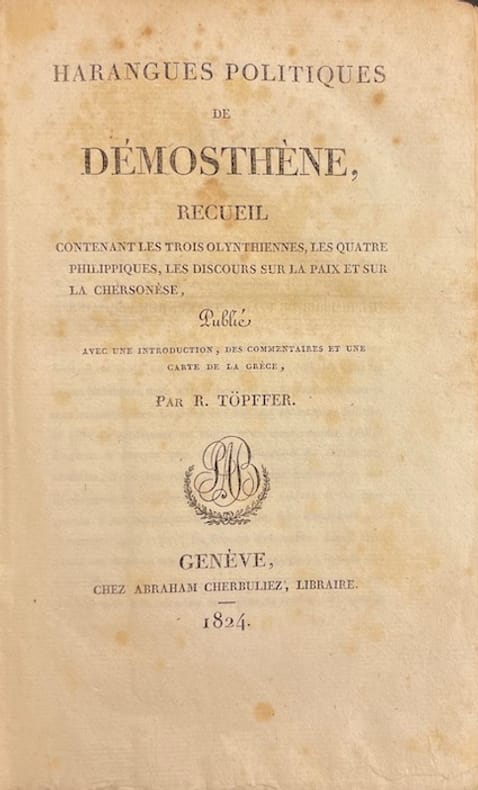 HARANGUES POLITIQUES
DE
DÉMOSTHÈNE,
RECUEIL
CONTENANT LES TROIS OLYNTHIENNES, LES QUATRE
PHILIPPIQUES, LES DISCOURS SUR LA PAIX ET SUR
LA CHERSONÈSE,
Publié
AVEC UNE INTRODUCTION, DES COMMENTAIRES ET UNE
CARTE DE LA GRÈCE,
PAR R. TÖPFFER.
GENÈVE,
CHEZ ABRAHAM CHERBULIEZ, LIBRAIRE.
1824.